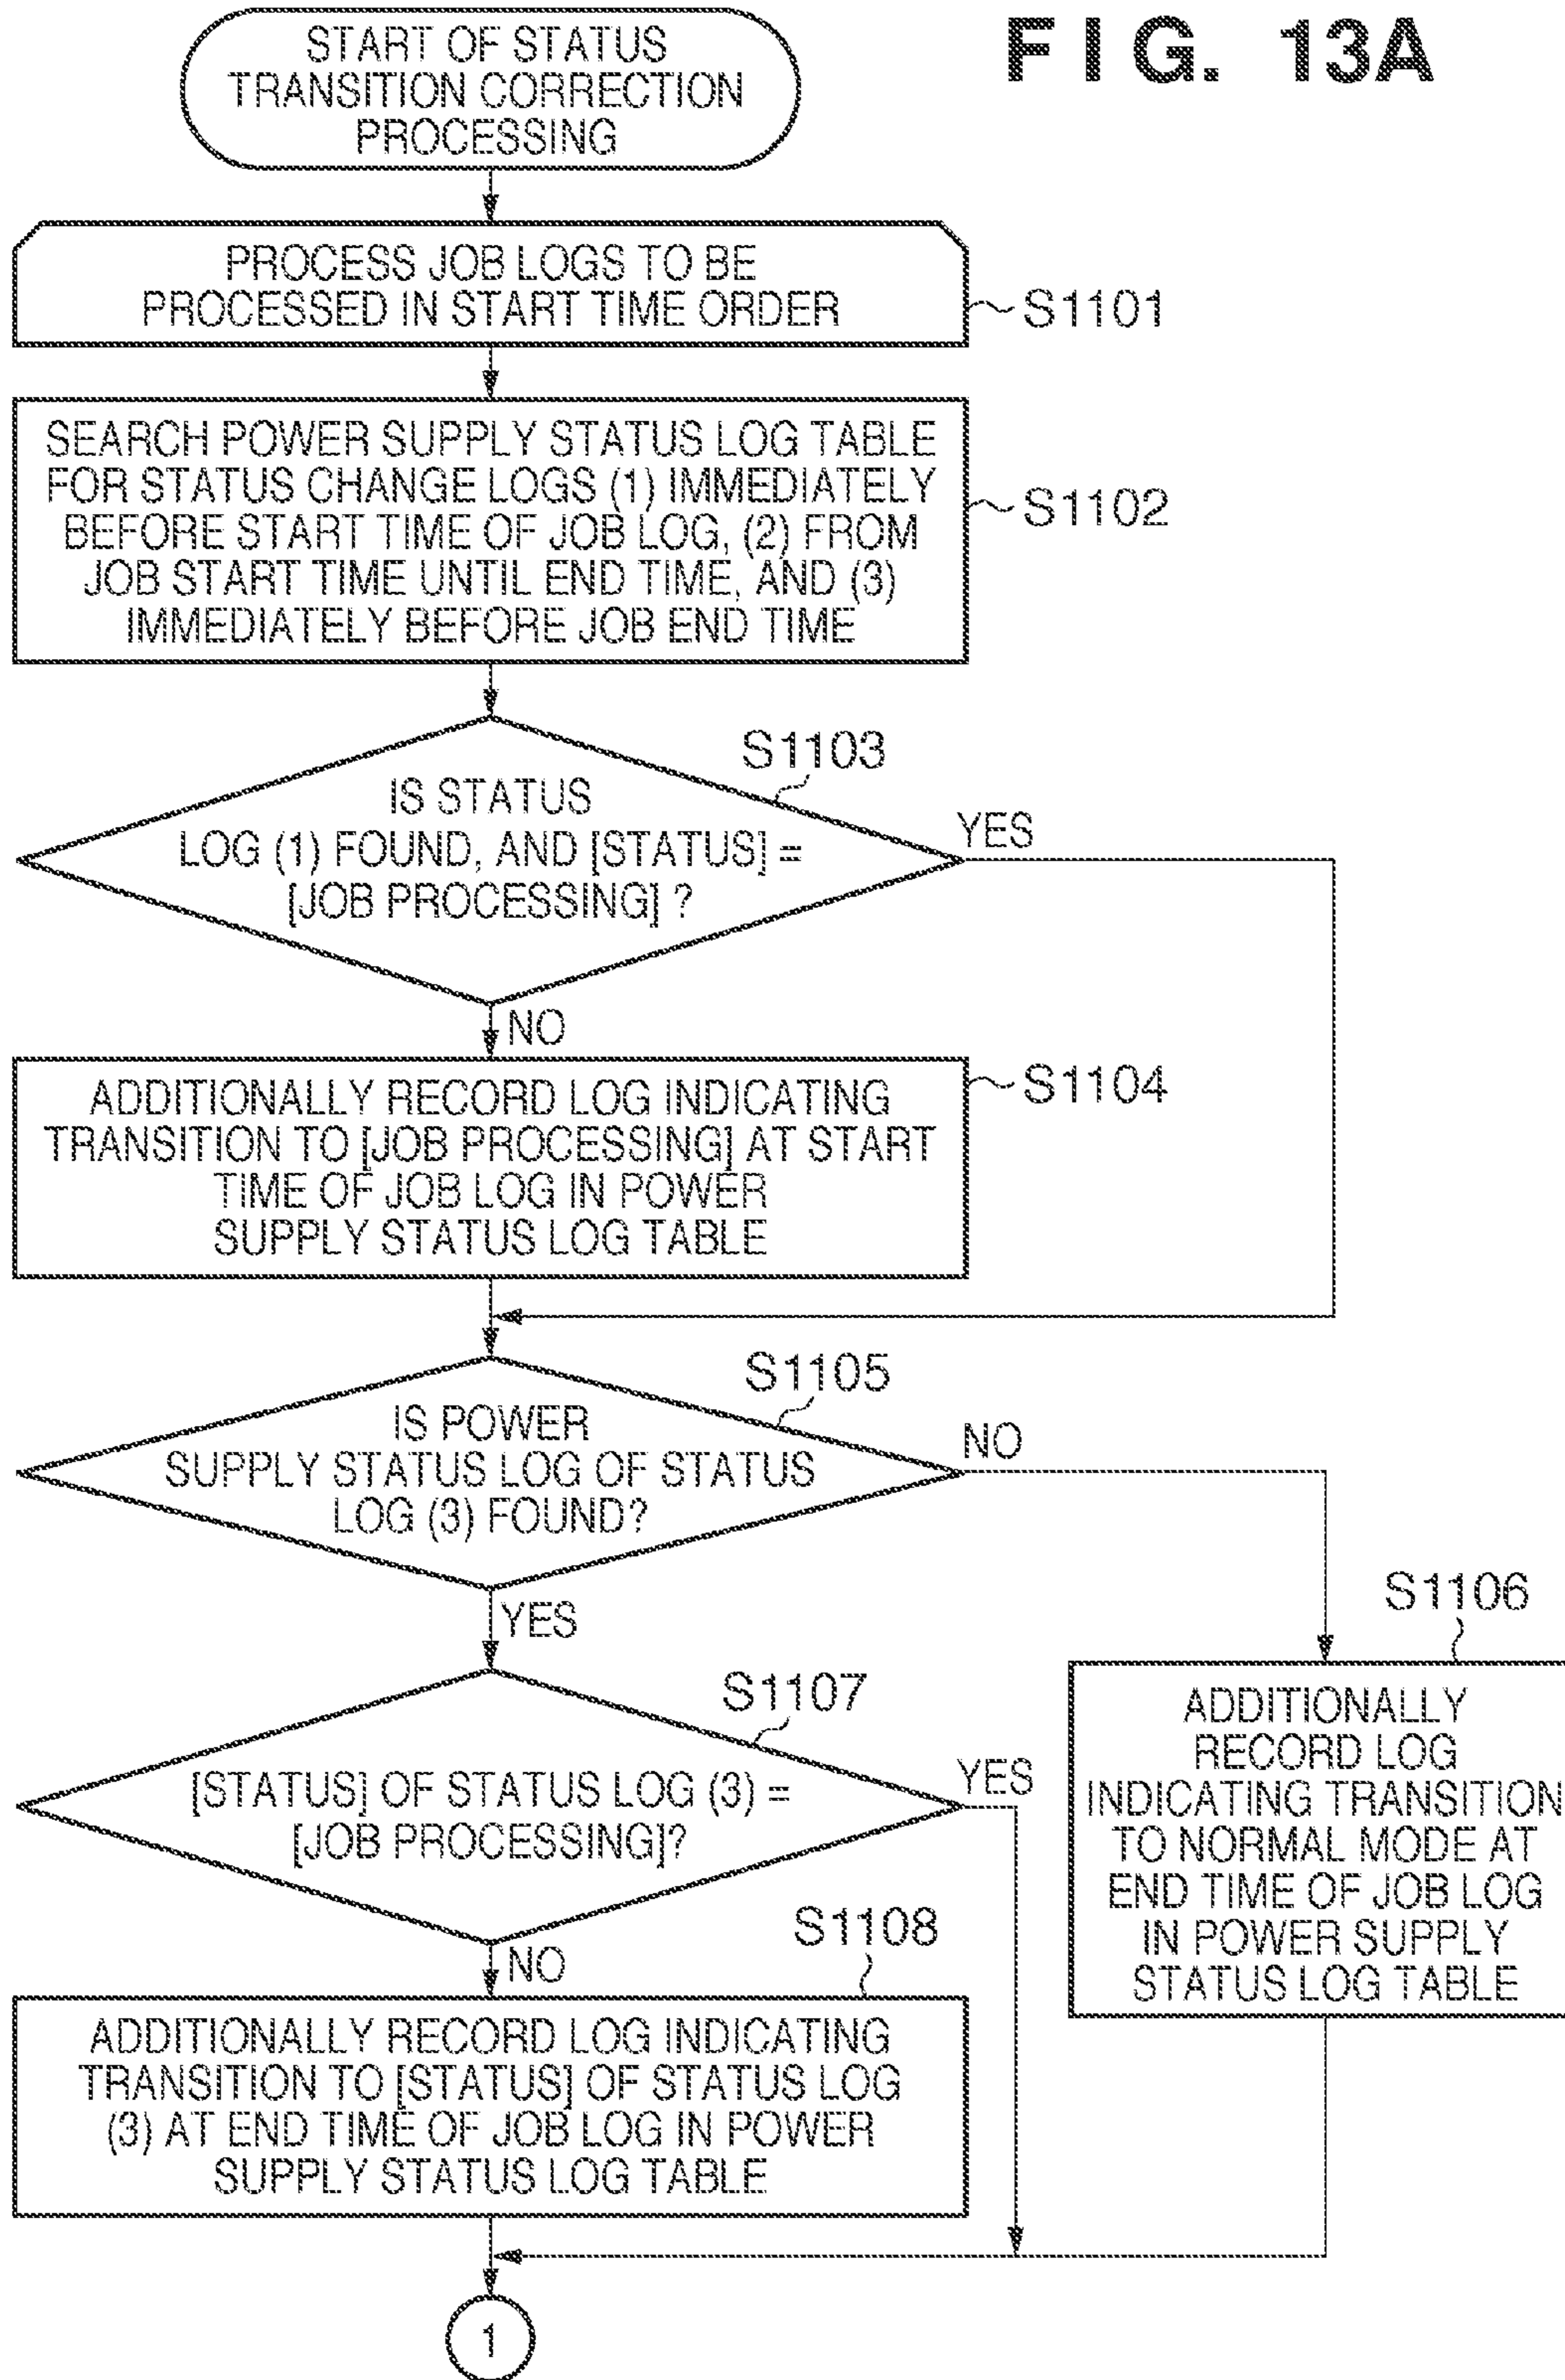 FIG. 13A
START OF STATUS
TRANSITION CORRECTION
PROCESSING
PROCESS JOB LOGS TO BE
PROCESSED IN START TIME ORDER
S1101
SEARCH POWER SUPPLY STATUS LOG TABLE
FOR STATUS CHANGE LOGS (1) IMMEDIATELY
BEFORE START TIME OF JOB LOG, (2) FROM
JOB START TIME UNTIL END TIME, AND (3)
IMMEDIATELY BEFORE JOB END TIME
S1102
S1103
IS STATUS
LOG (1) FOUND, AND [STATUS] =
[JOB PROCESSING] ?
YES
NO
ADDITIONALLY RECORD LOG INDICATING
TRANSITION TO [JOB PROCESSING] AT START
TIME OF JOB LOG IN POWER
SUPPLY STATUS LOG TABLE
S1104
S1105
IS POWER
SUPPLY STATUS LOG OF STATUS
LOG (3) FOUND?
NO
YES
S1106
ADDITIONALLY
RECORD LOG
INDICATING TRANSITION
TO NORMAL MODE AT
END TIME OF JOB LOG
IN POWER SUPPLY
STATUS LOG TABLE
S1107
[STATUS] OF STATUS LOG (3) =
[JOB PROCESSING]?
YES
NO
S1108
ADDITIONALLY RECORD LOG INDICATING
TRANSITION TO [STATUS] OF STATUS LOG
(3) AT END TIME OF JOB LOG IN POWER
SUPPLY STATUS LOG TABLE
1